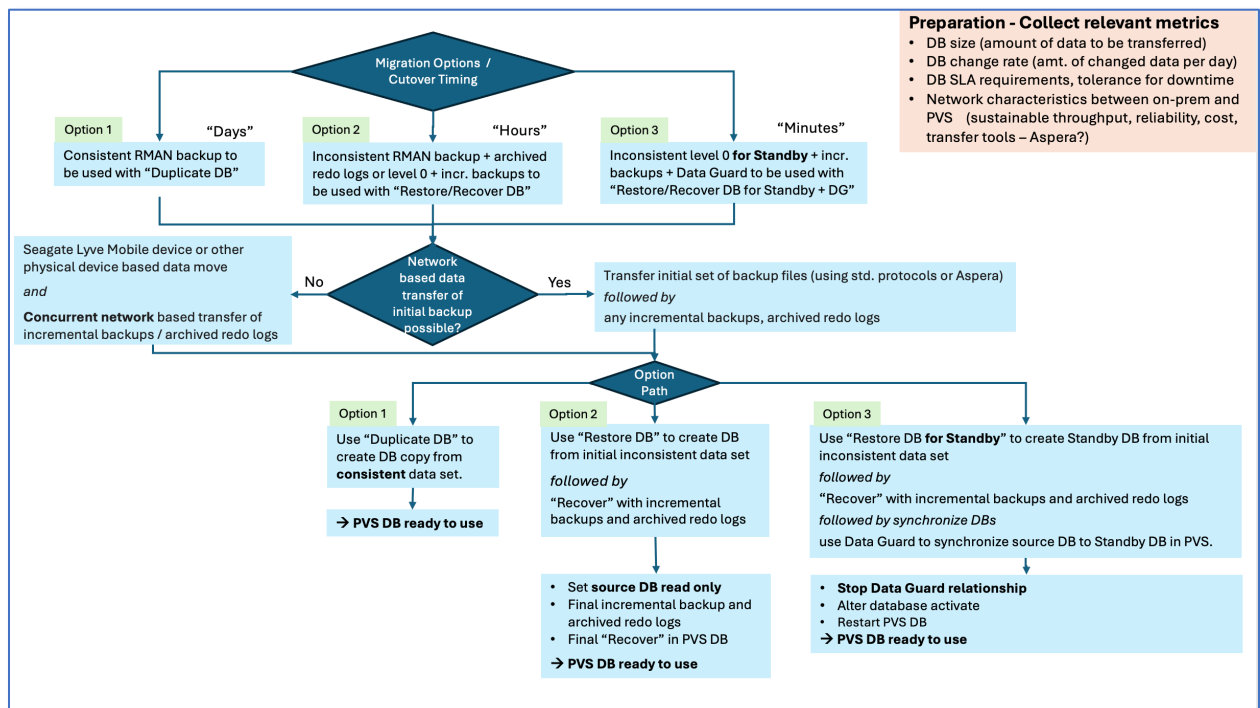 Preparation - Collect relevant metrics
• DB size (amount of data to be transferred)
• DB change rate (amt. of changed data per day)
• DB SLA requirements, tolerance for downtime
• Network characteristics between on-prem and
PVS (sustainable throughput, reliability, cost,
transfer tools – Aspera?)
Migration Options /
Cutover Timing
Option 1
"Days"
Consistent RMAN backup to
be used with "Duplicate DB"
Option 2
"Hours"
Inconsistent RMAN backup + archived
redo logs or level 0 + incr. backups to
be used with "Restore/Recover DB"
Option 3
"Minutes"
Inconsistent level 0 for Standby + incr.
backups + Data Guard to be used with
"Restore/Recover DB for Standby + DG"
Seagate Lyve Mobile device or other
physical device based data move
and
Concurrent network based transfer of
incremental backups / archived redo logs
No
Network
based data
transfer of
initial backup
possible?
Yes
Transfer initial set of backup files (using std. protocols or Aspera)
followed by
any incremental backups, archived redo logs
Option
Path
Option 1
Use "Duplicate DB" to
create DB copy from
consistent data set.
→ PVS DB ready to use
Option 2
Use "Restore DB" to create DB
from initial inconsistent data set
followed by
"Recover" with incremental
backups and archived redo logs
• Set source DB read only
• Final incremental backup and
archived redo logs
• Final "Recover" in PVS DB
→ PVS DB ready to use
Option 3
Use "Restore DB for Standby" to create Standby DB from initial
inconsistent data set
followed by
"Recover" with incremental backups and archived redo logs
followed by synchronize DBs
use Data Guard to synchronize source DB to Standby DB in PVS.
• Stop Data Guard relationship
• Alter database activate
• Restart PVS DB
→ PVS DB ready to use